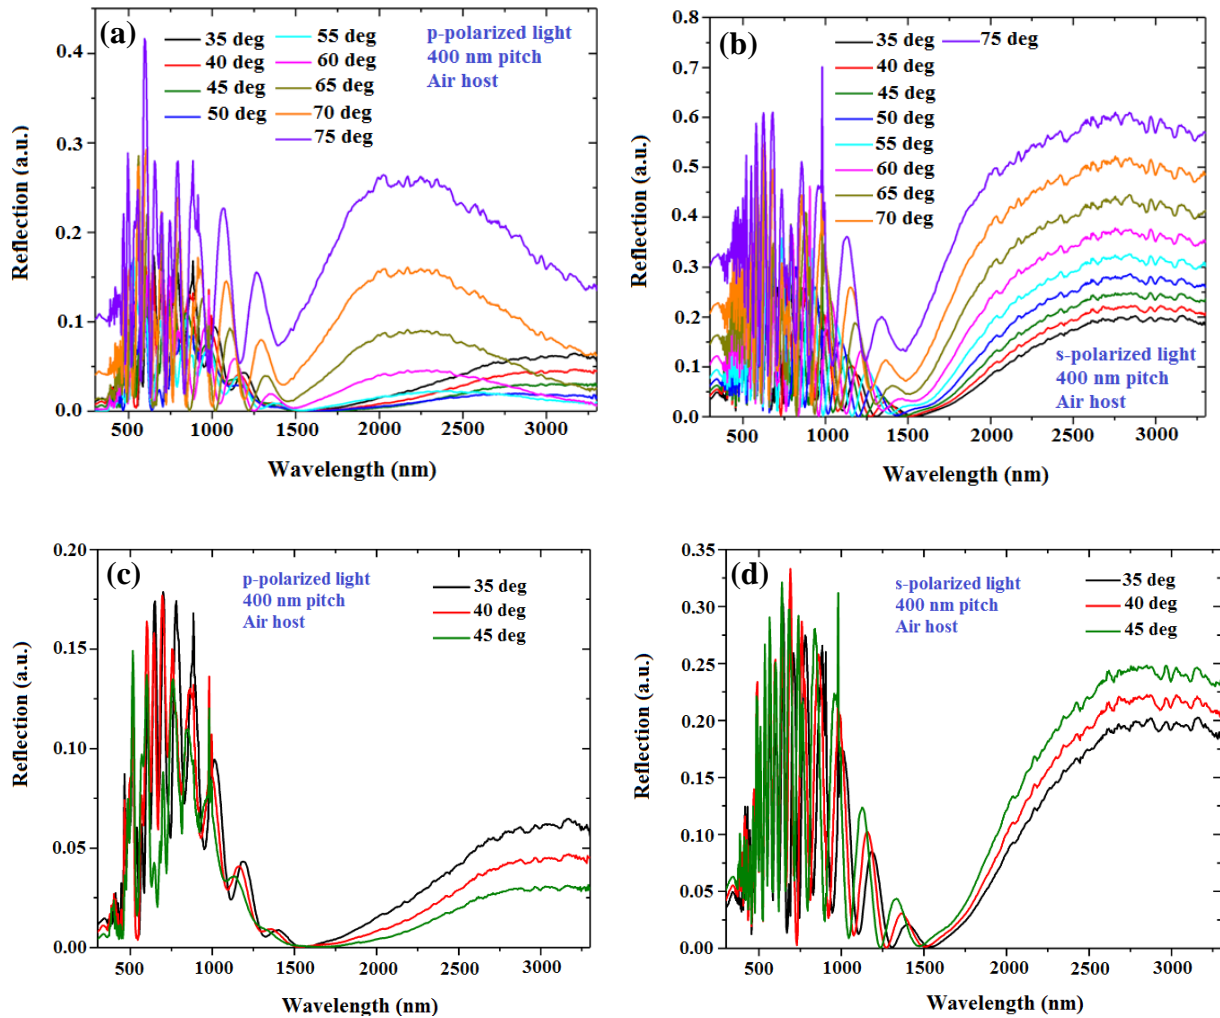 (a)
35 deg
40 deg
45 deg
50 deg
55 deg
60 deg
65 deg
70 deg
75 deg
p-polarized light
400 nm pitch
Air host
0.4
0.3
0.2
0.1
0.0
500 1000 1500 2000 2500 3000
Reflection (a.u.)
Wavelength (nm)
(b)
35 deg
40 deg
45 deg
50 deg
55 deg
60 deg
65 deg
70 deg
75 deg
s-polarized light
400 nm pitch
Air host
0.8
0.7
0.6
0.5
0.4
0.3
0.2
0.1
0.0
500 1000 1500 2000 2500 3000
Reflection (a.u.)
Wavelength (nm)
(c)
p-polarized light
400 nm pitch
Air host
35 deg
40 deg
45 deg
0.20
0.15
0.10
0.05
0.00
500 1000 1500 2000 2500 3000
Reflection (a.u.)
Wavelength (nm)
(d)
s-polarized light
400 nm pitch
Air host
35 deg
40 deg
45 deg
0.35
0.30
0.25
0.20
0.15
0.10
0.05
0.00
500 1000 1500 2000 2500 3000
Reflection (a.u.)
Wavelength (nm)